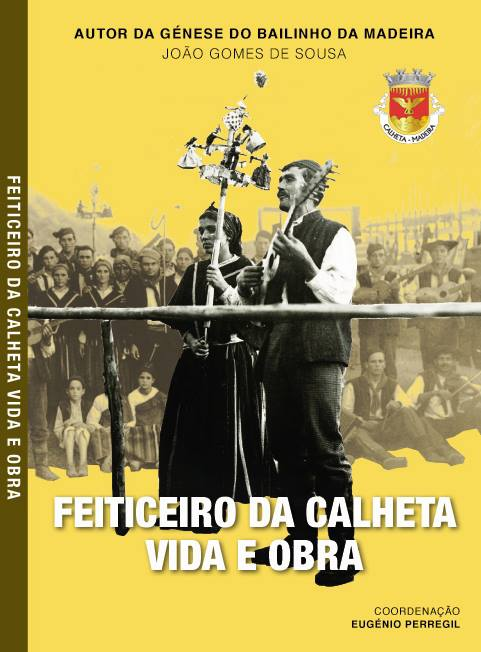 AUTOR DA GÉNESE DO BAILINHO DA MADEIRA
JOÃO GOMES DE SOUSA
CALHETA - MADEIRA
FEITICEIRO DA CALHETA VIDA E OBRA
FEITICEIRO DA CALHETA
VIDA E OBRA
COORDENAÇÃO
EUGÉNIO PERREGIL